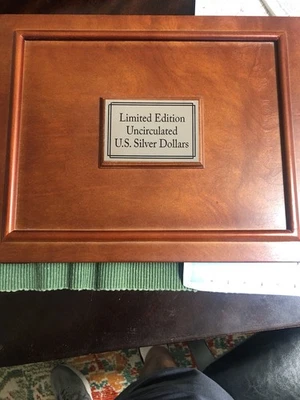 Limited Edition
Uncirculated
U.S. Silver Dollars